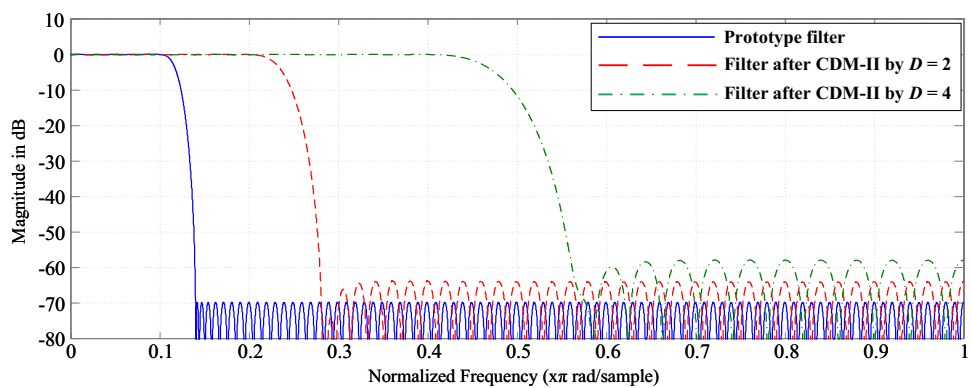 10
0
-10
-20
-30
-40
-50
-60
-70
-80
Magnitude in dB
Prototype filter
Filter after CDM-II by D = 2
Filter after CDM-II by D = 4
0 0.1 0.2 0.3 0.4 0.5 0.6 0.7 0.8 0.9 1
Normalized Frequency (xπ rad/sample)